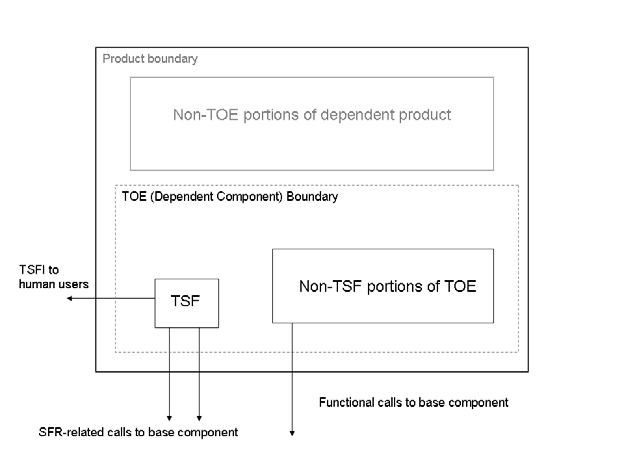 Product boundary
Non-TOE portions of dependent product
TOE (Dependent Component) Boundary
TSFI to
human users
TSF
Non-TSF portions of TOE
Functional calls to base component
SFR-related calls to base component